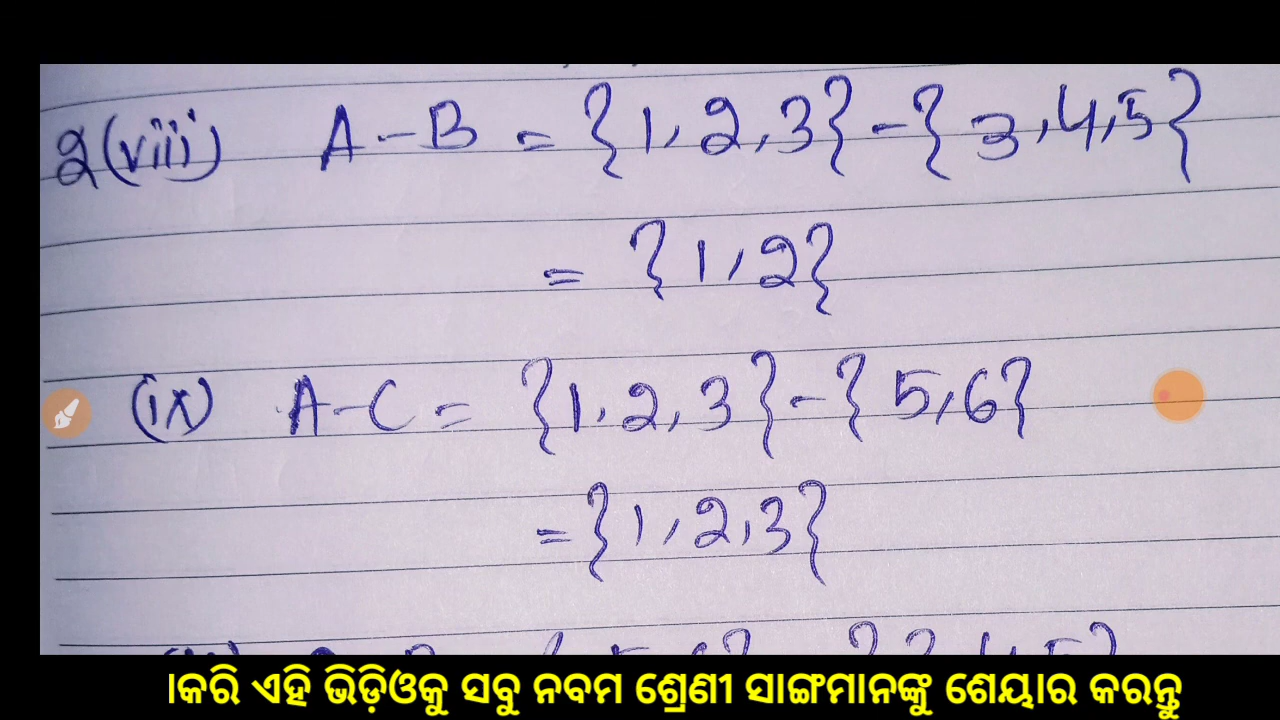 2(viii) A-B = {1, 2, 3} - {3, 4, 5}
= {1, 2}
(ix) A-C = {1, 2, 3} - {5, 6}
= {1, 2, 3}
।କରି ଏହି ଭିଡ଼ିଓକୁ ସବୁ ନବମ ଶ୍ରେଣୀ ସାଙ୍ଗମାନଙ୍କୁ ଶେୟାର କରନ୍ତୁ